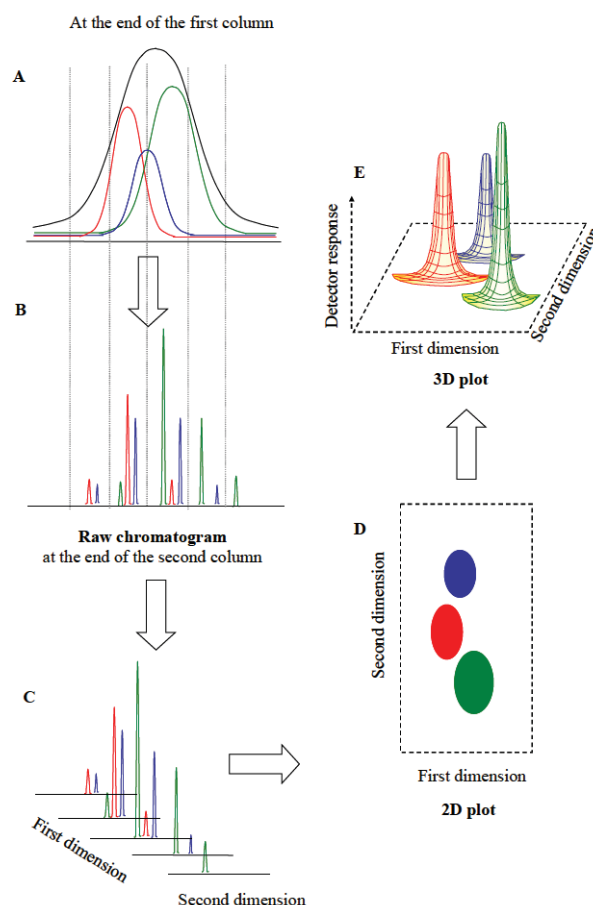 At the end of the first column
A
B
Raw chromatogram
at the end of the second column
C
First dimension
Second dimension
E
Detector response
First dimension
Second dimension
3D plot
D
Second dimension
First dimension
2D plot